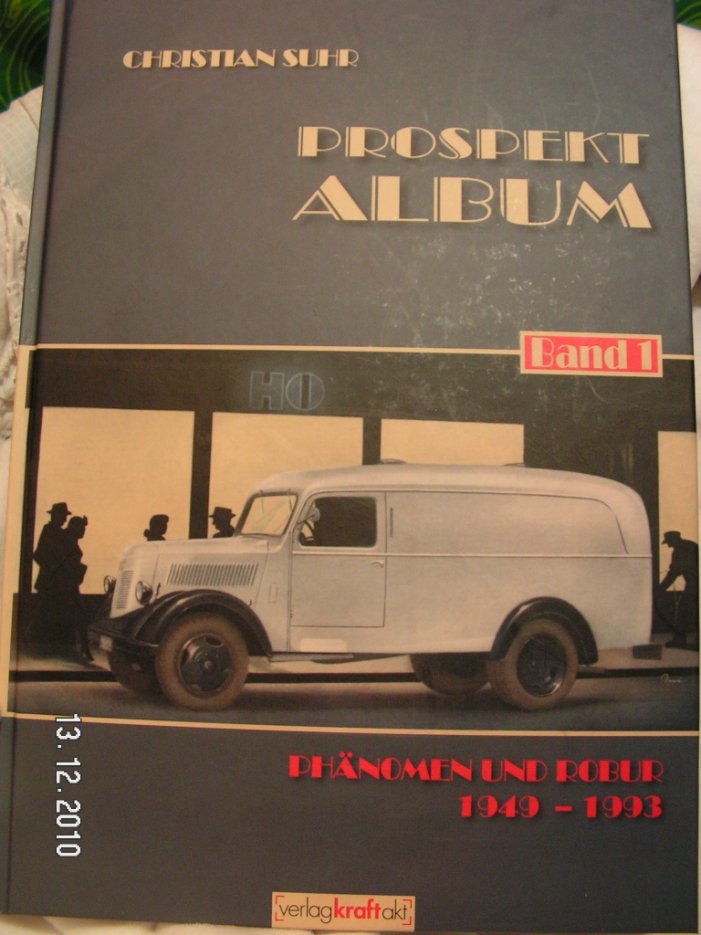 CHRISTIAN SUHR
PROSPEKT
ALBUM
Band 1
HO
PHÄNOMEN UND ROBUR
1949 – 1993
13.12.2010
[verlagkraftakt]